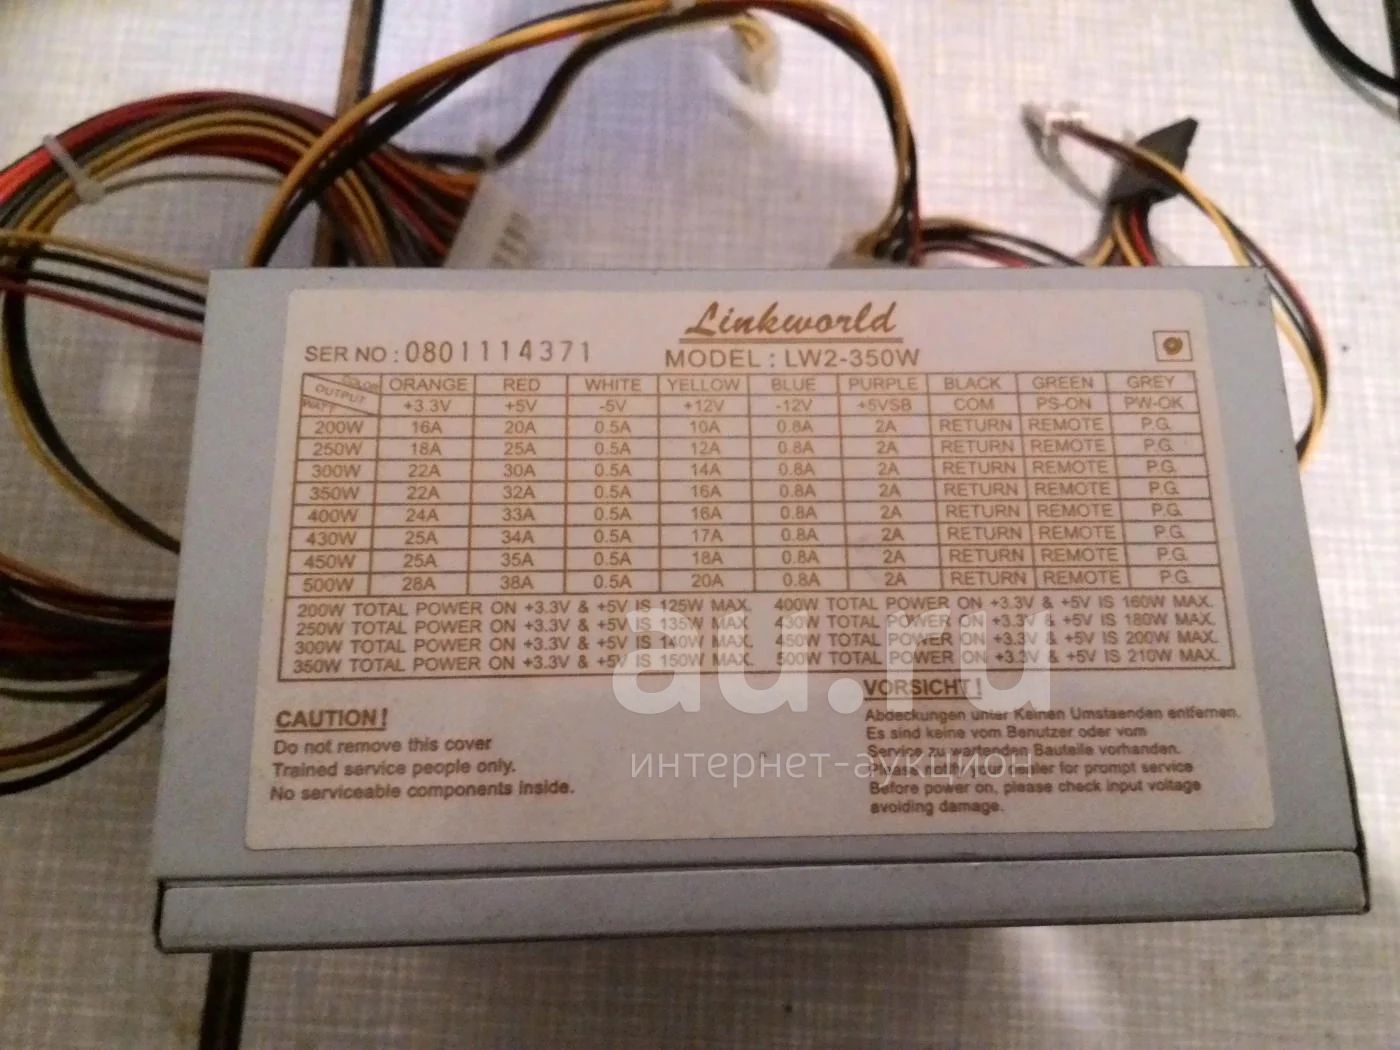 Linkworld
SER NO : 0801114371
MODEL : LW2-350W
COLOR OUTPUT WATT ORANGE RED WHITE YELLOW BLUE PURPLE BLACK GREEN GREY
+3.3V +5V -5V +12V -12V +5VSB COM PS-ON PW-OK
200W 16A 20A 0.5A 10A 0.8A 2A RETURN REMOTE P.G.
250W 18A 25A 0.5A 12A 0.8A 2A RETURN REMOTE P.G.
300W 22A 30A 0.5A 14A 0.8A 2A RETURN REMOTE P.G.
350W 22A 32A 0.5A 16A 0.8A 2A RETURN REMOTE P.G.
400W 24A 33A 0.5A 16A 0.8A 2A RETURN REMOTE P.G.
430W 25A 34A 0.5A 17A 0.8A 2A RETURN REMOTE P.G.
450W 25A 35A 0.5A 18A 0.8A 2A RETURN REMOTE P.G.
500W 28A 38A 0.5A 20A 0.8A 2A RETURN REMOTE P.G.
200W TOTAL POWER ON +3.3V & +5V IS 125W MAX. 400W TOTAL POWER ON +3.3V & +5V IS 160W MAX.
250W TOTAL POWER ON +3.3V & +5V IS 135W MAX. 430W TOTAL POWER ON +3.3V & +5V IS 180W MAX.
300W TOTAL POWER ON +3.3V & +5V IS 140W MAX. 450W TOTAL POWER ON +3.3V & +5V IS 200W MAX.
350W TOTAL POWER ON +3.3V & +5V IS 150W MAX. 500W TOTAL POWER ON +3.3V & +5V IS 210W MAX.
CAUTION !
Do not remove this cover
Trained service people only.
No serviceable components inside.
VORSICHT !
Abdeckungen unter Keinen Umstaenden entfernen.
Es sind keine vom Benutzer oder vom
Service zu wartenden Bauteile vorhanden.
Please notify your dealer for prompt service
Before power on, please check input voltage
avoiding damage.
au.ru
интернет-аукцион